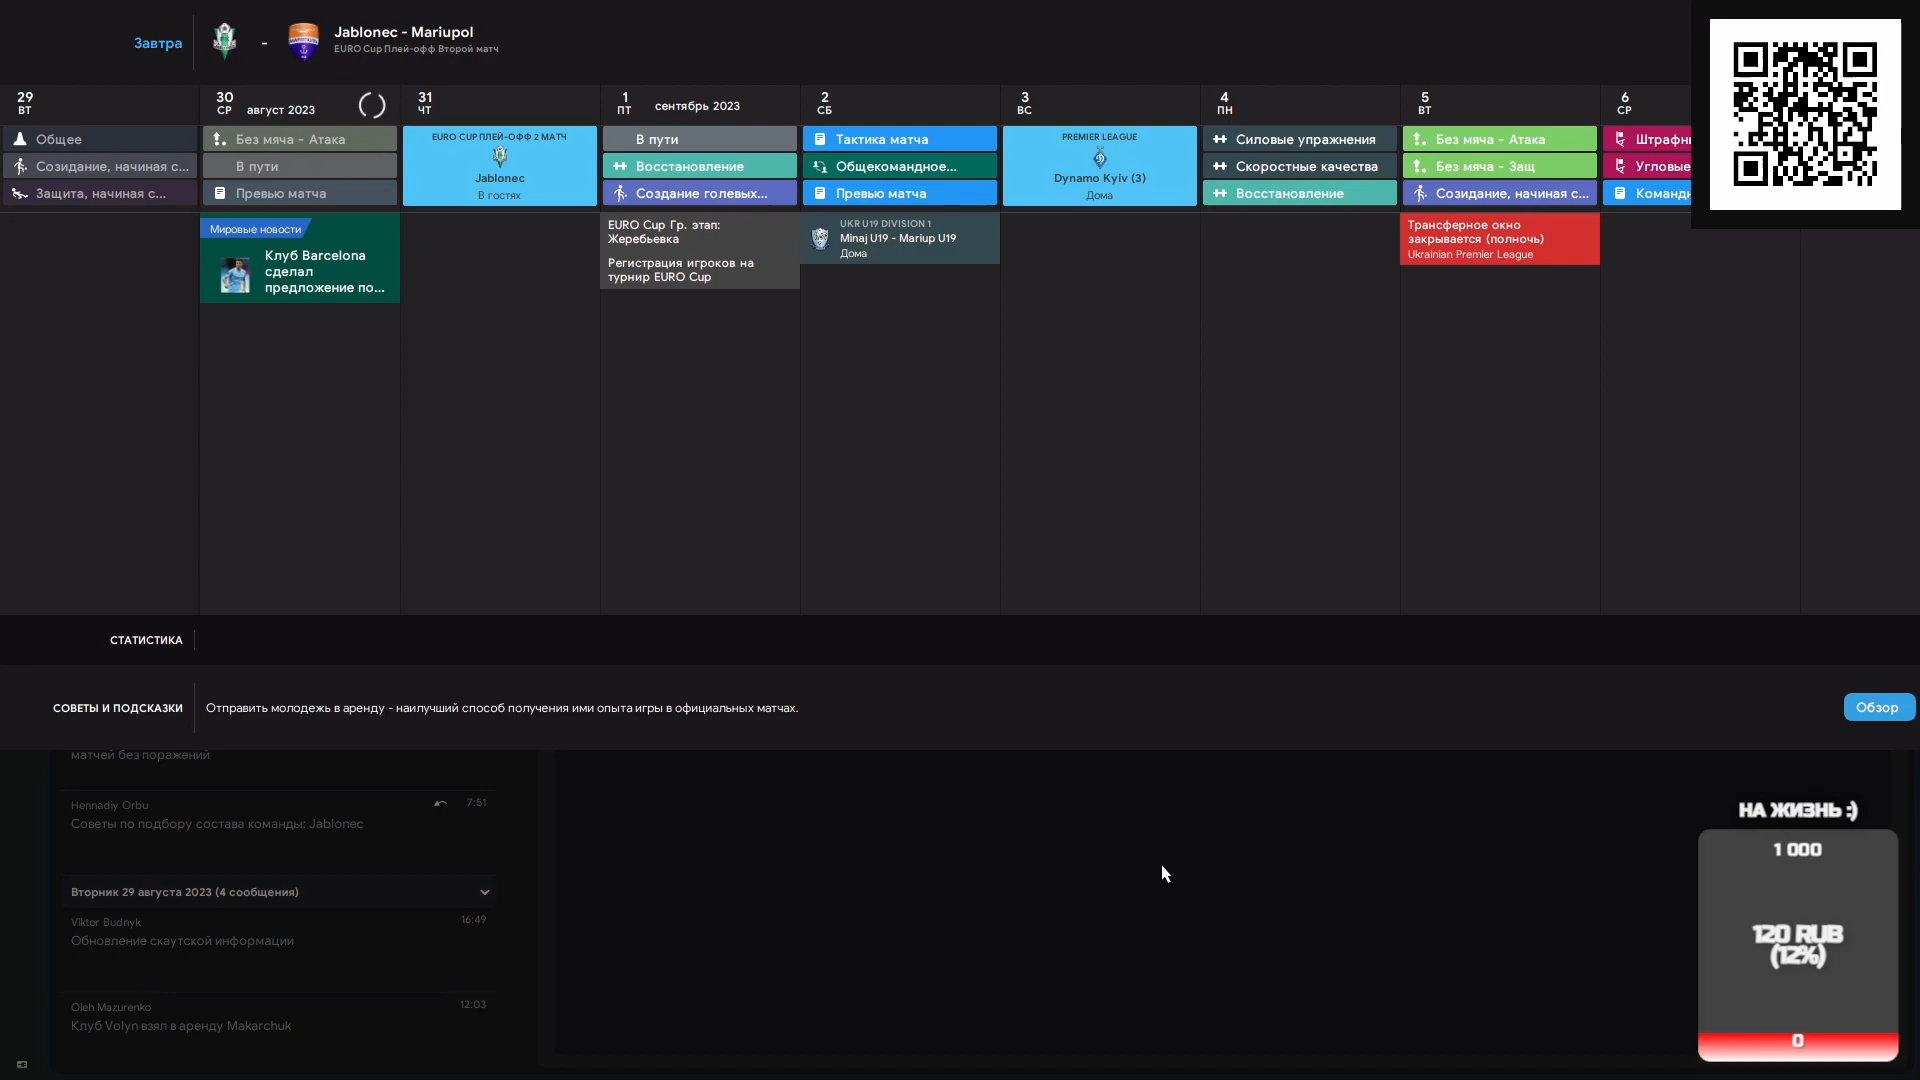 Завтра
-
Jablonec - Mariupol
EURO Cup Плей-офф Второй матч
29
ВТ
30
СР
август 2023
31
ЧТ
1
ПТ
сентябрь 2023
2
СБ
3
ВС
4
ПН
5
ВТ
6
СР
Общее
Созидание, начиная с...
Защита, начиная с...
Без мяча - Атака
В пути
Превью матча
EURO CUP ПЛЕЙ-ОФФ 2 МАТЧ
Jablonec
В гостях
В пути
Восстановление
Создание голевых...
Тактика матча
Общекомандное...
Превью матча
PREMIER LEAGUE
Dynamo Kyiv (3)
Дома
Силовые упражнения
Скоростные качества
Восстановление
Без мяча - Атака
Без мяча - Защ
Созидание, начиная с...
Штрафн
Угловые
Командн
Мировые новости
Клуб Barcelona
сделал
предложение по...
EURO Cup Гр. этап:
Жеребьевка
Регистрация игроков на
турнир EURO Cup
UKR U19 DIVISION 1
Minaj U19 - Mariup U19
Дома
Трансферное окно
закрывается (полночь)
Ukrainian Premier League
СТАТИСТИКА
СОВЕТЫ И ПОДСКАЗКИ
Отправить молодежь в аренду - наилучший способ получения ими опыта игры в официальных матчах.
Обзор
матчей без поражений
Hennadiy Orbu
7:51
Советы по подбору состава команды: Jablonec
Вторник 29 августа 2023 (4 сообщения)
Viktor Budnyk
16:49
Обновление скаутской информации
Oleh Mazurenko
12:03
Клуб Volyn взял в аренду Makarchuk
НА ЖИЗНЬ :)
1 000
120 RUB
(12%)
0